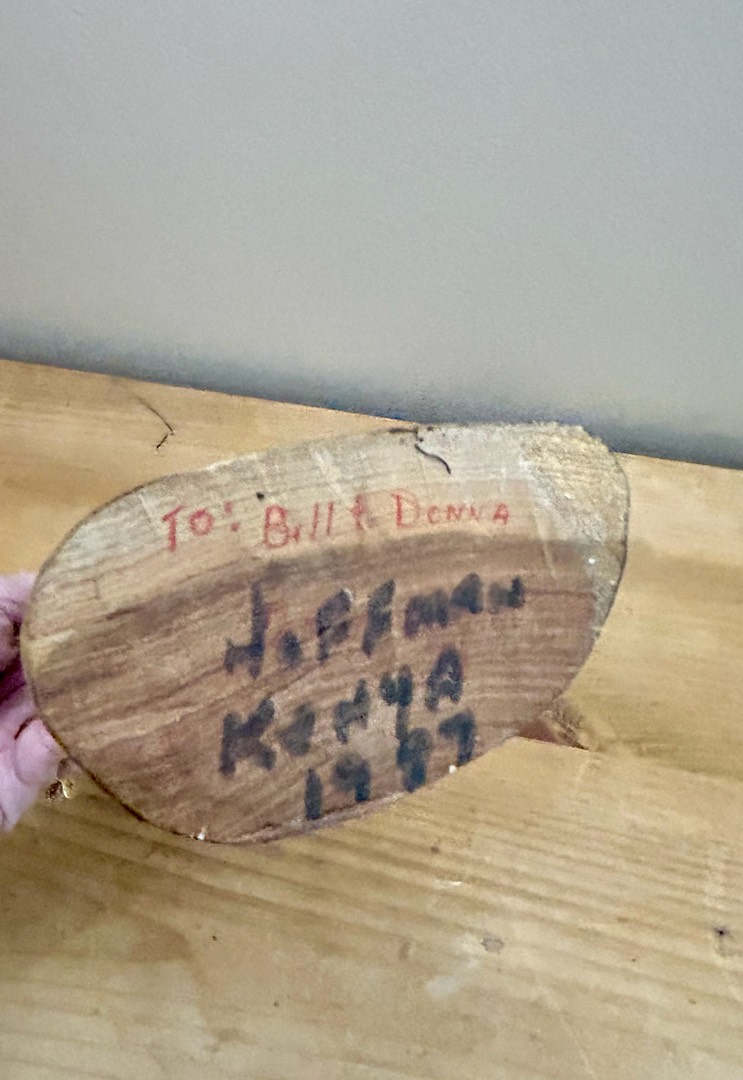 TO: Bill & DONNA
HOFFMAN
KENYA
1997